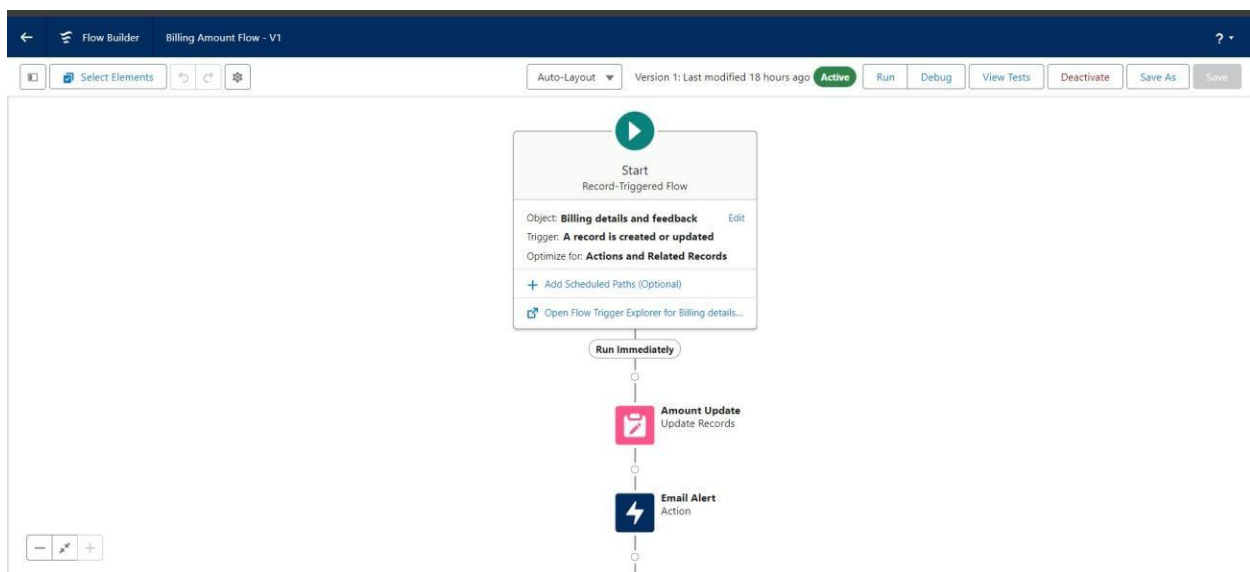 Flow Builder Billing Amount Flow - V1 ?
Select Elements Auto-Layout Version 1: Last modified 18 hours ago Active Run Debug View Tests Deactivate Save As Save
Start
Record-Triggered Flow
Object: Billing details and feedback Edit
Trigger: A record is created or updated
Optimize for: Actions and Related Records
+ Add Scheduled Paths (Optional)
Open Flow Trigger Explorer for Billing details...
Run Immediately
Amount Update
Update Records
Email Alert
Action